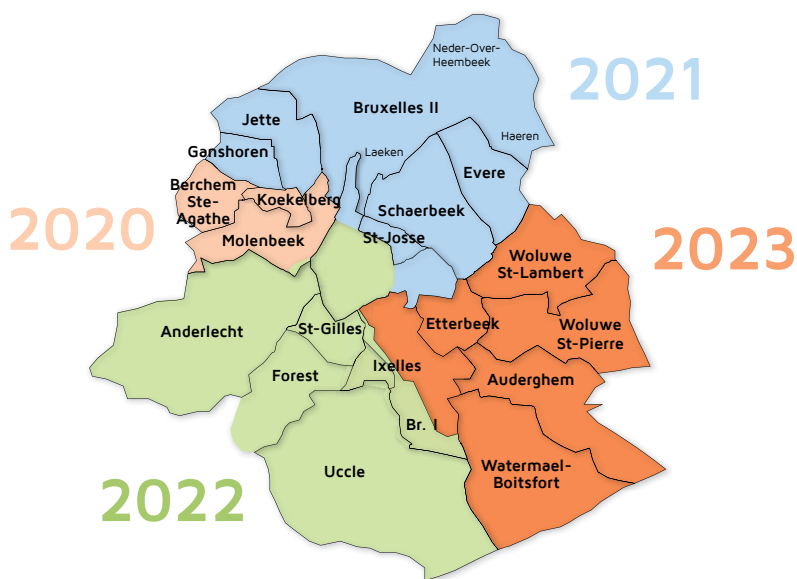 Neder-Over-
Heembeek
2021
Bruxelles II
Jette
Haeren
Ganshoren
Laeken
Evere
Berchem
Ste-
Agathe
Koekelberg
Schaerbeek
2020
Molenbeek
St-Josse
2023
Woluwe
St-Lambert
Anderlecht
St-Gilles
Etterbeek
Woluwe
St-Pierre
Ixelles
Forest
Auderghem
Br. I
Uccle
Watermael-
Boitsfort
2022